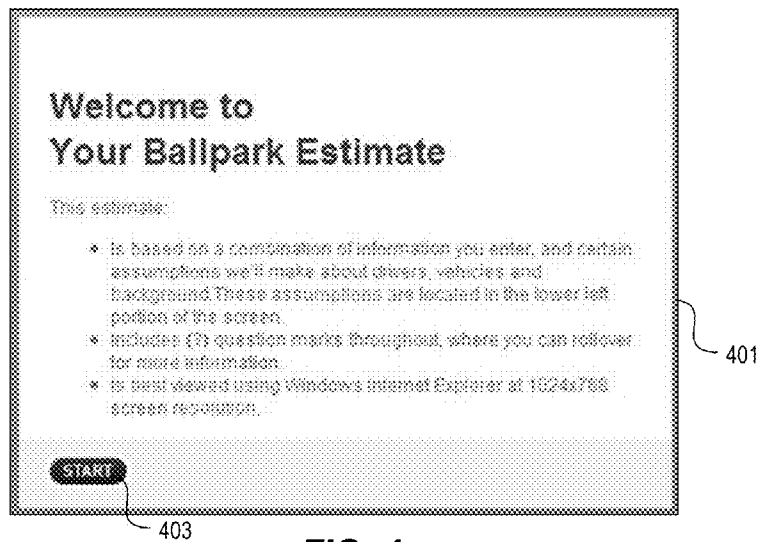 Welcome to
Your Ballpark Estimate
This estimate:
• Is based on a combination of information you enter, and certain
assumptions we'll make about drivers, vehicles and
background.These assumptions are located in the lower left
portion of the screen.
• Includes (?) question marks throughout, where you can rollover
for more information.
• Is best viewed using Windows Internet Explorer at 1024x768
screen resolution.
401
START
403